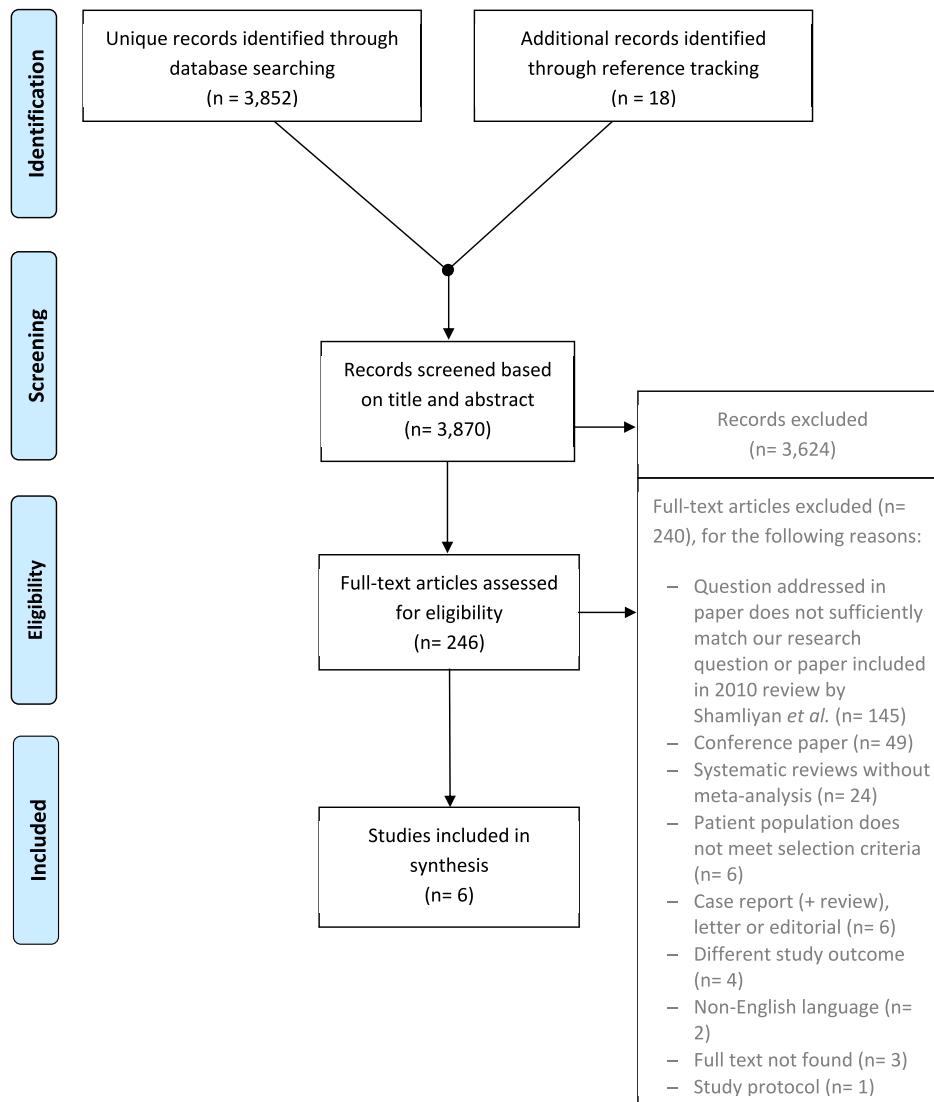 Identification
Unique records identified through
database searching
(n = 3,852)
Additional records identified
through reference tracking
(n = 18)
Screening
Records screened based
on title and abstract
(n= 3,870)
Records excluded
(n= 3,624)
Eligibility
Full-text articles assessed
for eligibility
(n= 246)
Full-text articles excluded (n=
240), for the following reasons:
– Question addressed in
paper does not sufficiently
match our research
question or paper included
in 2010 review by
Shamliyan et al. (n= 145)
– Conference paper (n= 49)
– Systematic reviews without
meta-analysis (n= 24)
– Patient population does
not meet selection criteria
(n= 6)
– Case report (+ review),
letter or editorial (n= 6)
– Different study outcome
(n= 4)
– Non-English language (n=
2)
– Full text not found (n= 3)
– Study protocol (n= 1)
Included
Studies included in
synthesis
(n= 6)